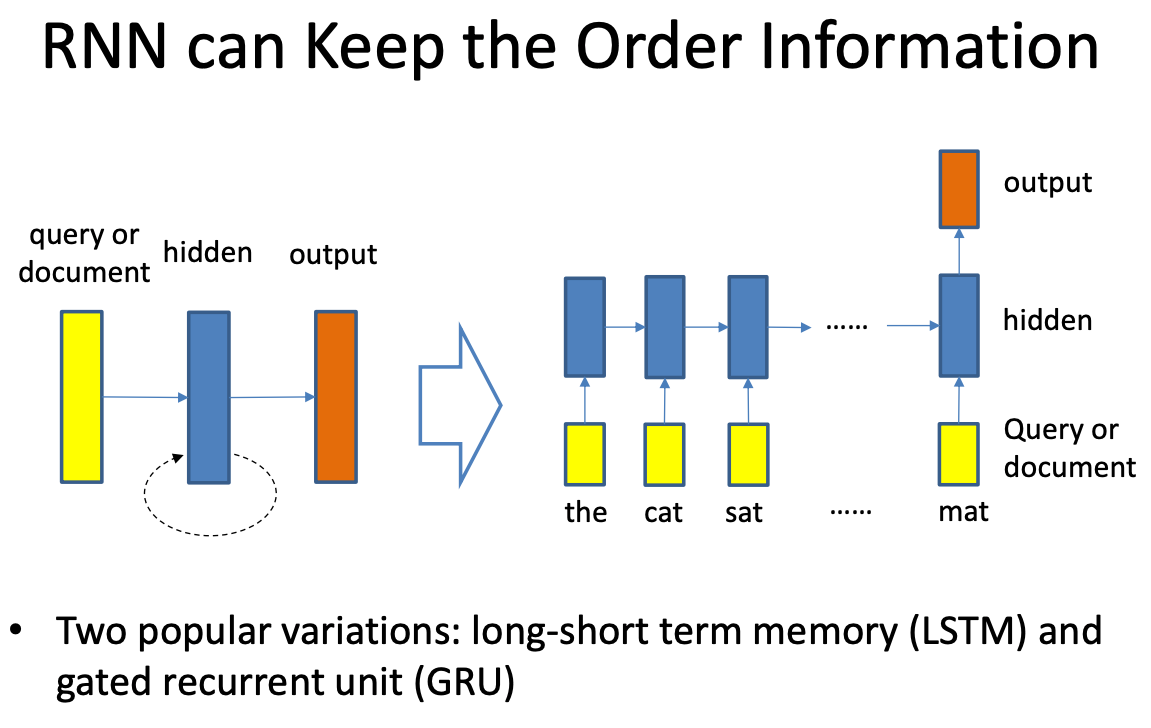 RNN can Keep the Order Information
query or
document
hidden
output
output
hidden
Query or
document
......
the
cat
sat
......
mat
• Two popular variations: long-short term memory (LSTM) and
gated recurrent unit (GRU)